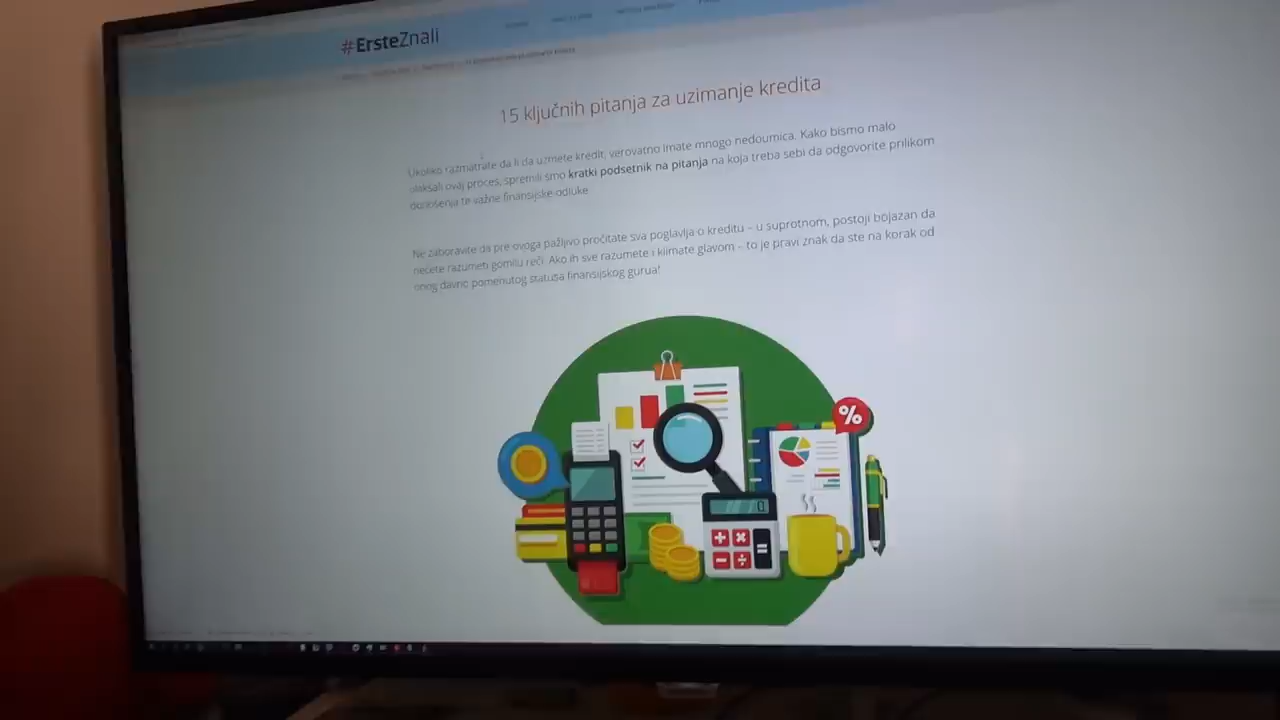 #ErsteZnali
15 ključnih pitanja za uzimanje kredita
Ukoliko razmatrate da li da uzmete kredit, verovatno imate mnogo nedoumica. Kako bismo malo
olakšali ovaj proces, spremili smo kratki podsetnik na pitanja na koja treba sebi da odgovorite prilikom
donošenja te važne finansijske odluke.
Ne zaboravite da pre ovoga pažljivo pročitate sva poglavlja o kreditu – u suprotnom, postoji bojazan da
nećete razumeti gomilu reči. Ako ih sve razumete i klimate glavom – to je pravi znak da ste na korak od
onog davno pomenutog statusa finansijskog gurua!
%
0